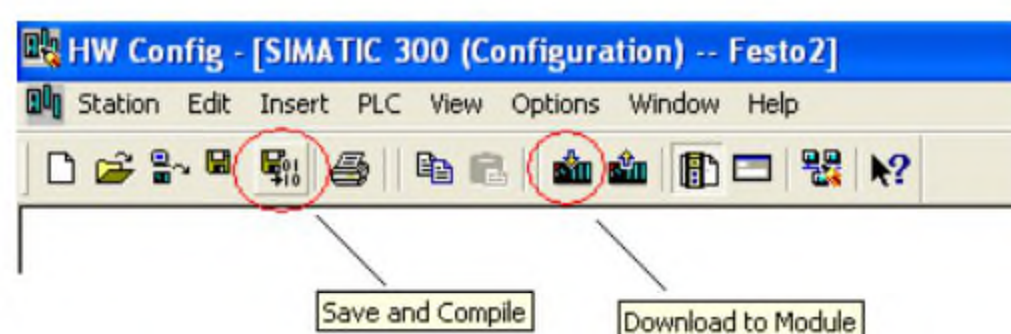 HW Config - [SIMATIC 300 (Configuration) -- Festo2]
Station Edit Insert PLC View Options Window Help
Save and Compile
Download to Module